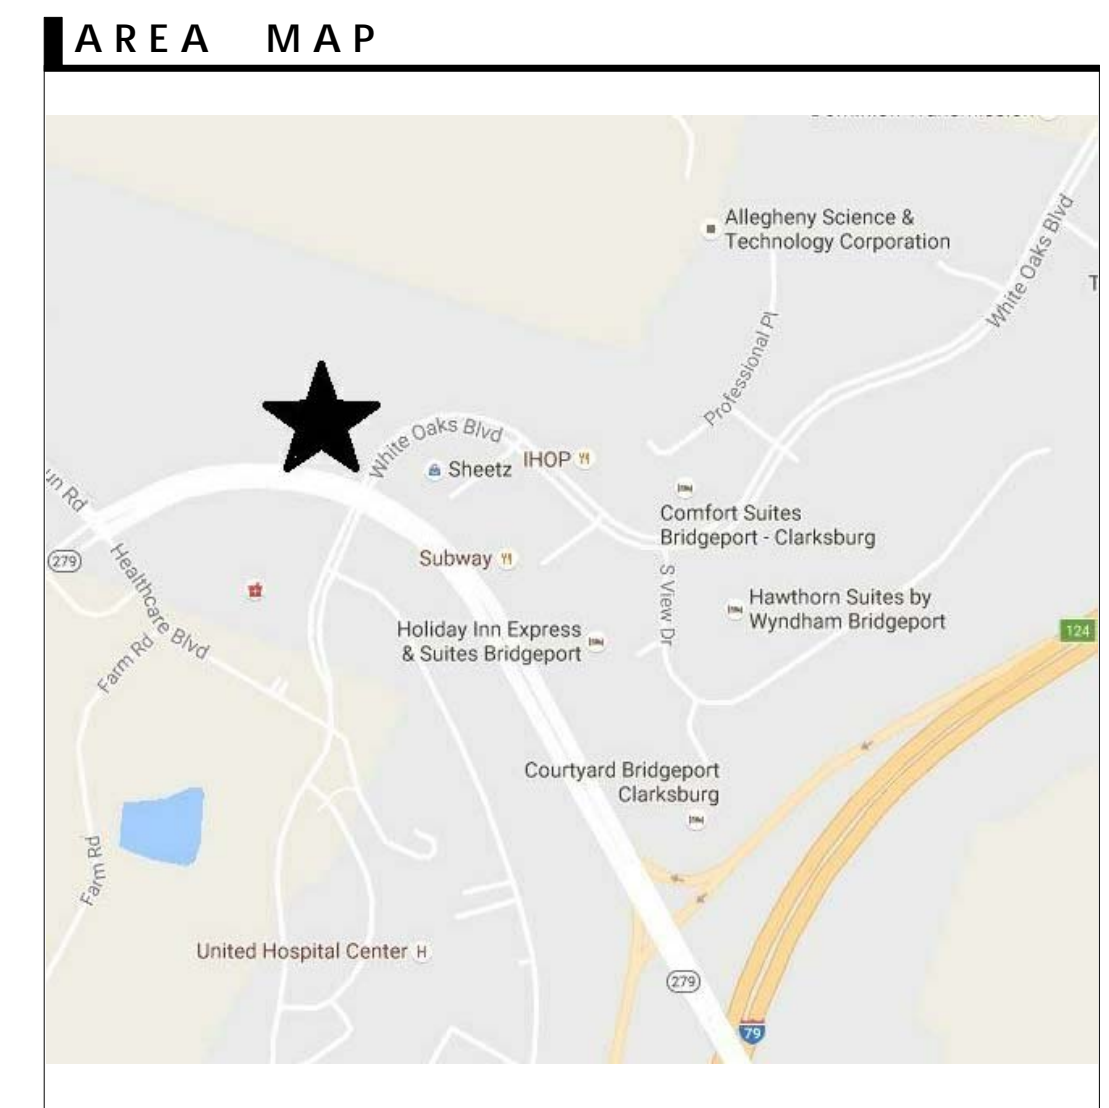 AREA MAP
Allegheny Science &
Technology Corporation
White Oaks Blvd
Professional Pl
White Oaks Blvd
IHOP
Sheetz
un Rd
Comfort Suites
Bridgeport - Clarksburg
279
Subway
Healthcare Blvd
S View Dr
Hawthorn Suites by
Wyndham Bridgeport
Holiday Inn Express
& Suites Bridgeport
124
Farm Rd
Courtyard Bridgeport
Clarksburg
Farm Rd
United Hospital Center H
279
79